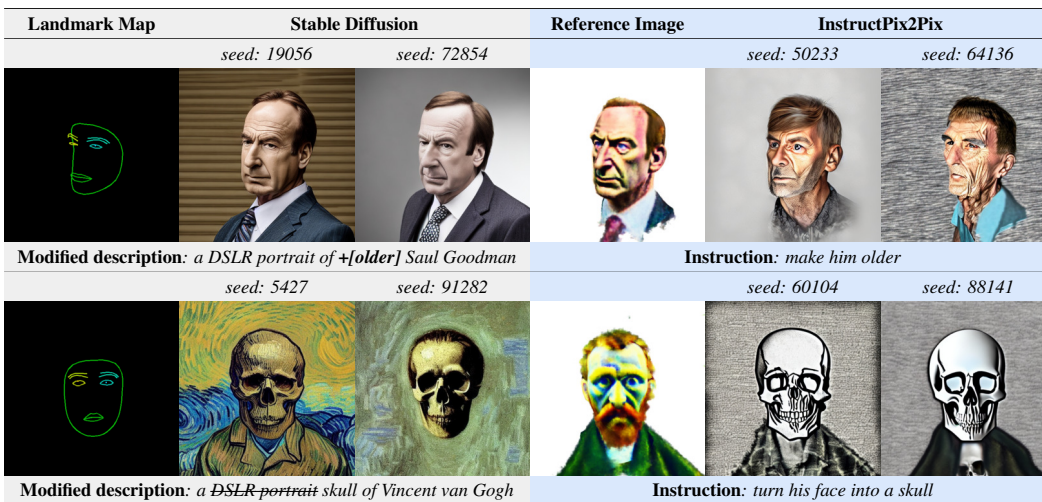 Landmark Map Stable Diffusion Reference Image InstructPix2Pix
seed: 19056 seed: 72854 seed: 50233 seed: 64136
Modified description: a DSLR portrait of +[older] Saul Goodman Instruction: make him older
seed: 5427 seed: 91282 seed: 60104 seed: 88141
Modified description: a DSLR portrait skull of Vincent van Gogh Instruction: turn his face into a skull